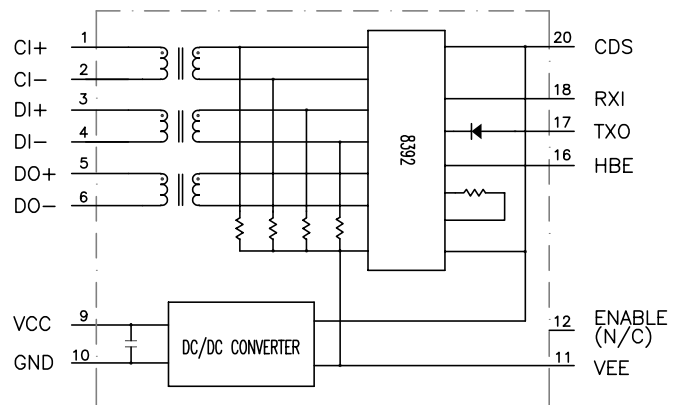 CI+ 1
CI− 2
DI+ 3
DI− 4
DO+ 5
DO− 6
VCC 9
GND 10
8392
DC/DC CONVERTER
20 CDS
18 RXI
17 TXO
16 HBE
12 ENABLE
(N/C)
11 VEE